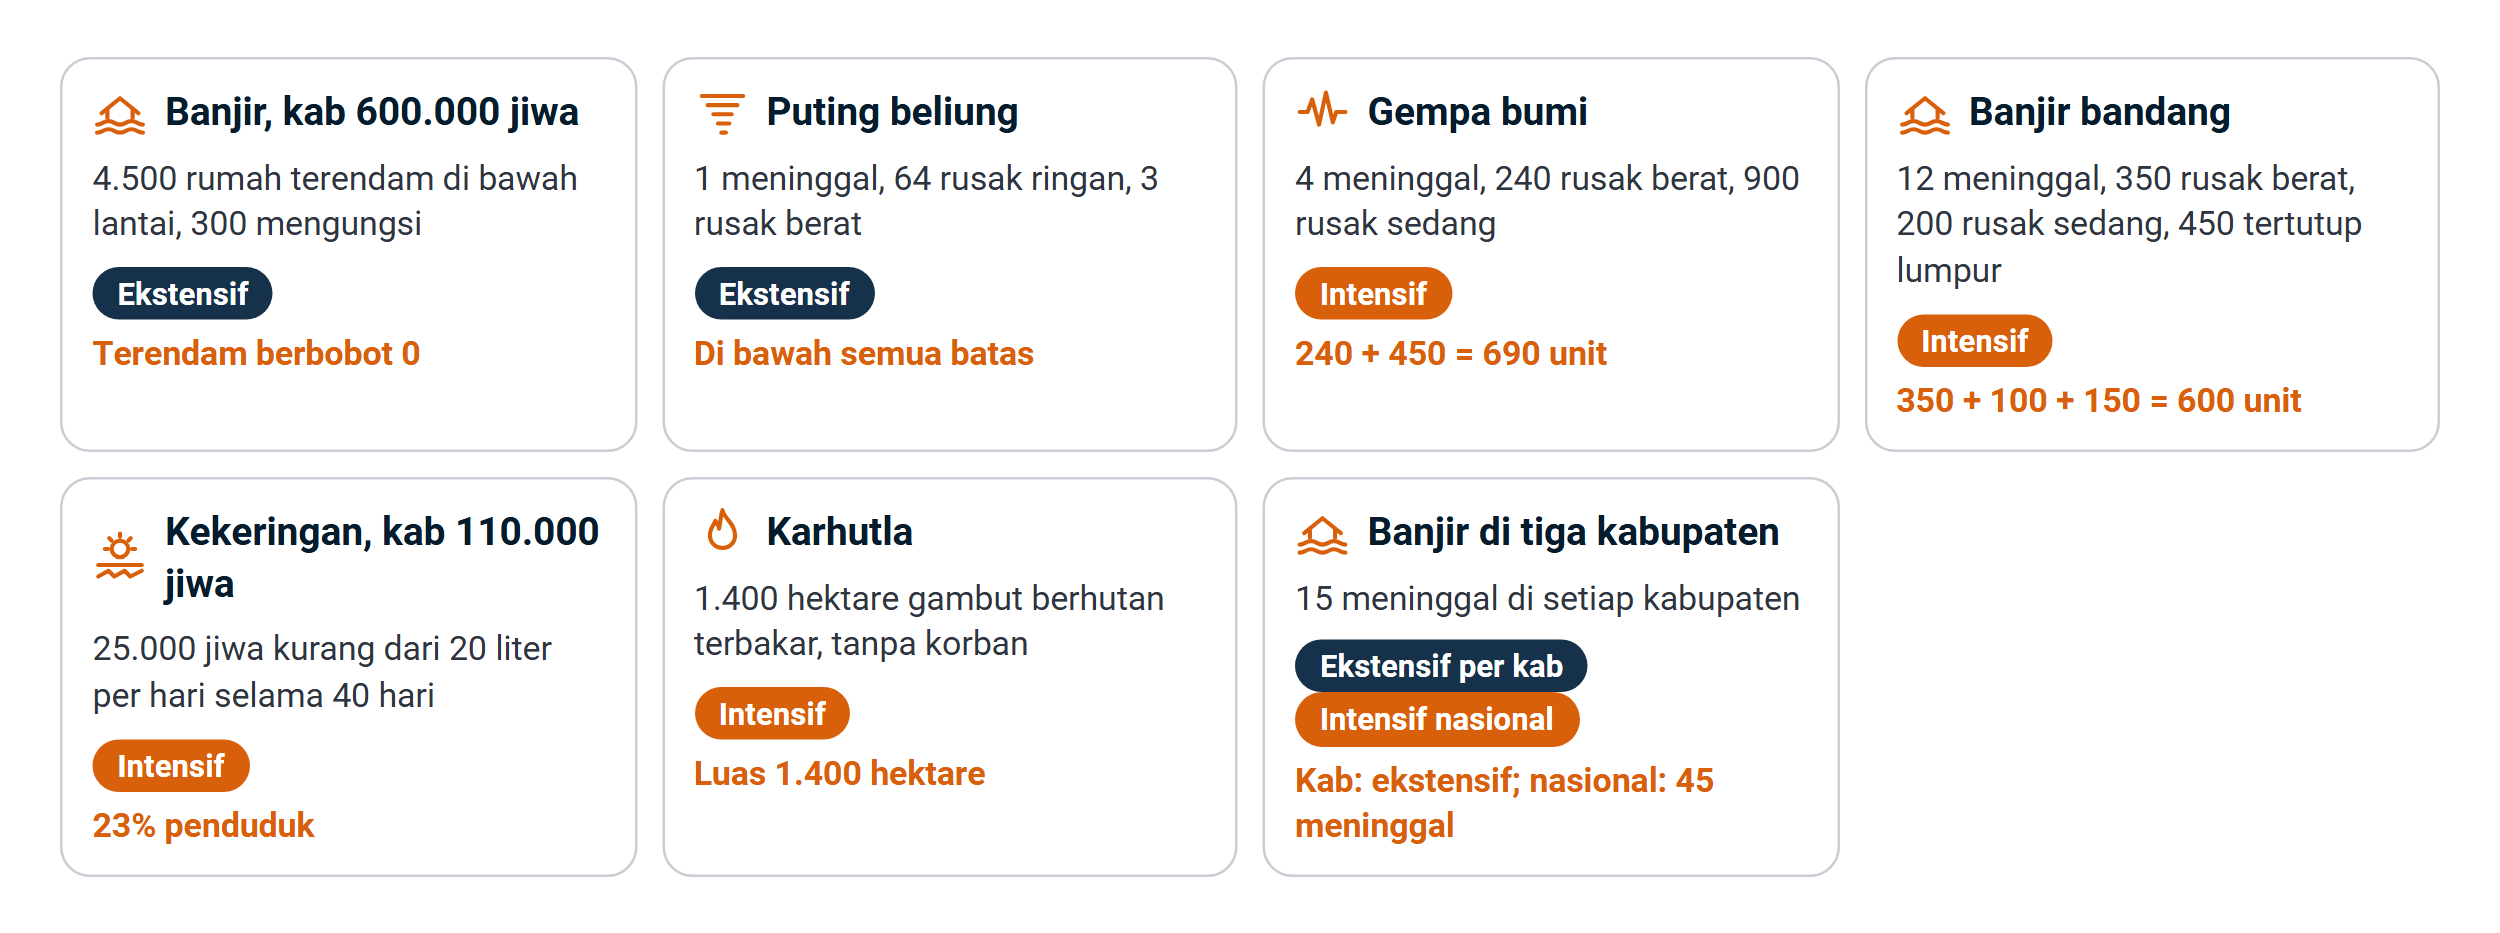 Banjir, kab 600.000 jiwa
4.500 rumah terendam di bawah
lantai, 300 mengungsi
Ekstensif
Terendam berbobot 0
Puting beliung
1 meninggal, 64 rusak ringan, 3
rusak berat
Ekstensif
Di bawah semua batas
Gempa bumi
4 meninggal, 240 rusak berat, 900
rusak sedang
Intensif
240 + 450 = 690 unit
Banjir bandang
12 meninggal, 350 rusak berat,
200 rusak sedang, 450 tertutup
lumpur
Intensif
350 + 100 + 150 = 600 unit
Kekeringan, kab 110.000
jiwa
25.000 jiwa kurang dari 20 liter
per hari selama 40 hari
Intensif
23% penduduk
Karhutla
1.400 hektare gambut berhutan
terbakar, tanpa korban
Intensif
Luas 1.400 hektare
Banjir di tiga kabupaten
15 meninggal di setiap kabupaten
Ekstensif per kab
Intensif nasional
Kab: ekstensif; nasional: 45
meninggal